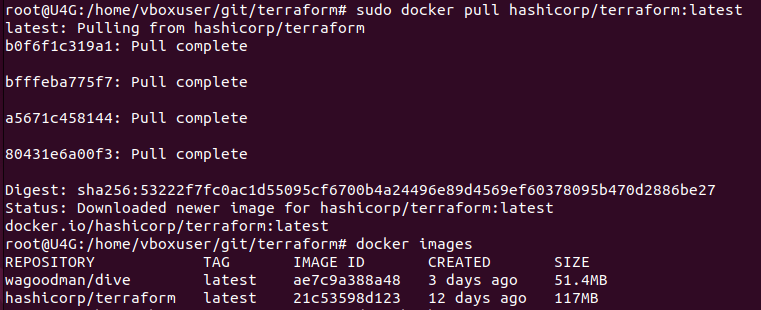 root@U4G:/home/vboxuser/git/terraform# sudo docker pull hashicorp/terraform:latest
latest: Pulling from hashicorp/terraform
b0f6f1c319a1: Pull complete
bfffeba775f7: Pull complete
a5671c458144: Pull complete
80431e6a00f3: Pull complete
Digest: sha256:53222f7fc0ac1d55095cf6700b4a24496e89d4569ef60378095b470d2886be27
Status: Downloaded newer image for hashicorp/terraform:latest
docker.io/hashicorp/terraform:latest
root@U4G:/home/vboxuser/git/terraform# docker images
REPOSITORY TAG IMAGE ID CREATED SIZE
wagoodman/dive latest ae7c9a388a48 3 days ago 51.4MB
hashicorp/terraform latest 21c53598d123 12 days ago 117MB